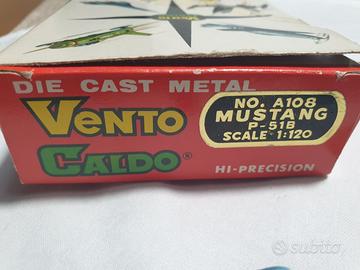 DIE CAST METAL
VENTO
CALDO®
NO. A108
MUSTANG
P-51B
SCALE 1:120
HI-PRECISION
subito